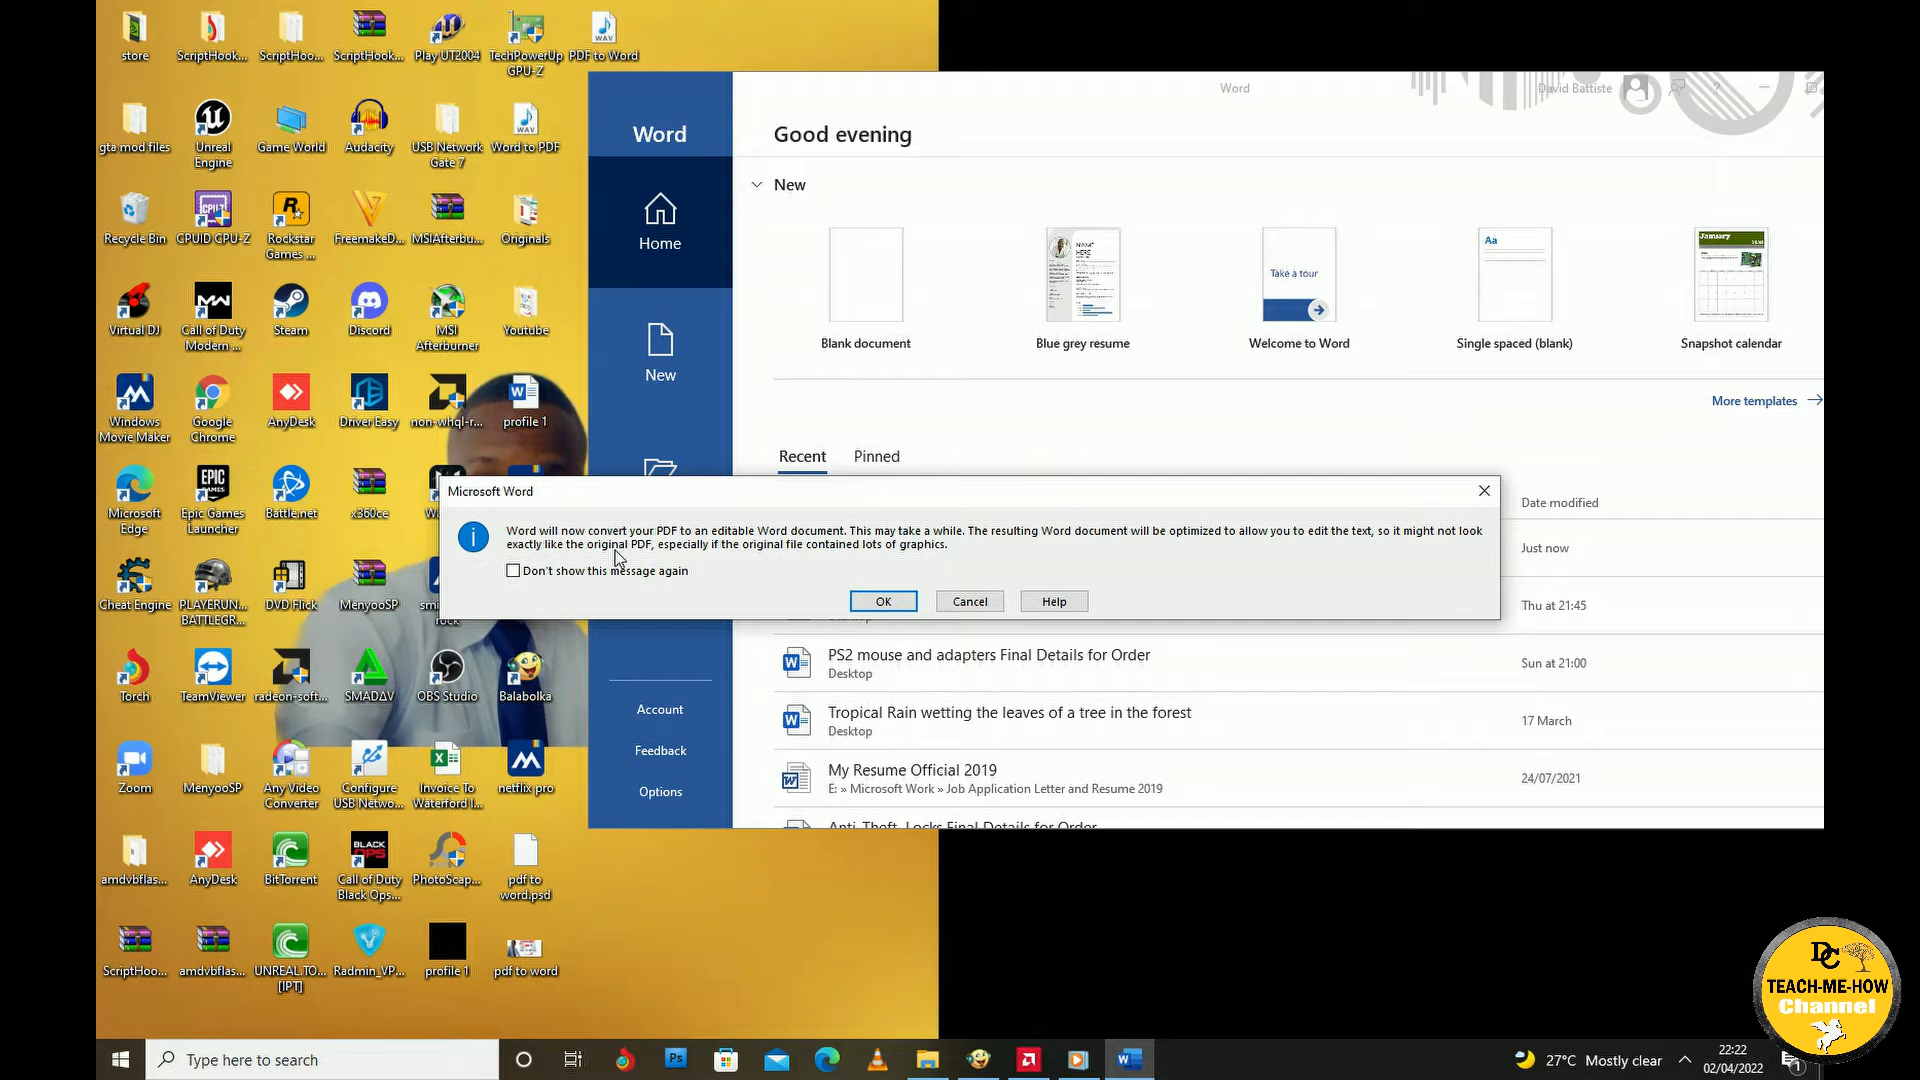 store
ScriptHook...
ScriptHoo...
ScriptHook...
Play UT2004
TechPowerUp
GPU-Z
PDF to Word
gta mod files
Unreal
Engine
Game World
Audacity
USB Network
Gate 7
Word to PDF
Recycle Bin
CPUID CPU-Z
Rockstar
Games ...
FreemakeD...
MSIAfterbu...
Originals
Virtual DJ
Call of Duty
Modern ...
Steam
Discord
MSI
Afterburner
Youtube
Windows
Movie Maker
Google
Chrome
AnyDesk
Driver Easy
non-whql-r...
profile 1
Microsoft
Edge
Epic Games
Launcher
Battle.net
x360ce
Cheat Engine
PLAYERUN...
BATTLEGR...
DVD Flick
MenyooSP
rock
Torch
TeamViewer
radeon-soft...
SMADAV
OBS Studio
Balabolka
Zoom
MenyooSP
Any Video
Converter
Configure
USB Netwo...
Invoice To
Waterford I...
netflix pro
amdvbflas...
AnyDesk
BitTorrent
Call of Duty
Black Ops...
PhotoScap...
pdf to
word.psd
ScriptHoo...
amdvbflas...
UNREAL.TO...
[IPT]
Radmin_VP...
profile 1
pdf to word
Word
David Battiste
Word
Home
New
Account
Feedback
Options
Good evening
New
Take a tour
Aa
January
Blank document
Blue grey resume
Welcome to Word
Single spaced (blank)
Snapshot calendar
More templates
Recent
Pinned
Date modified
Just now
Thu at 21:45
PS2 mouse and adapters Final Details for Order
Desktop
Sun at 21:00
Tropical Rain wetting the leaves of a tree in the forest
Desktop
17 March
My Resume Official 2019
E: » Microsoft Work » Job Application Letter and Resume 2019
24/07/2021
Anti-Theft Locks Final Details for Order
Microsoft Word
Word will now convert your PDF to an editable Word document. This may take a while. The resulting Word document will be optimized to allow you to edit the text, so it might not look
exactly like the original PDF, especially if the original file contained lots of graphics.
Don't show this message again
OK
Cancel
Help
DC
TEACH-ME-HOW
Channel
Type here to search
27°C Mostly clear
22:22
02/04/2022